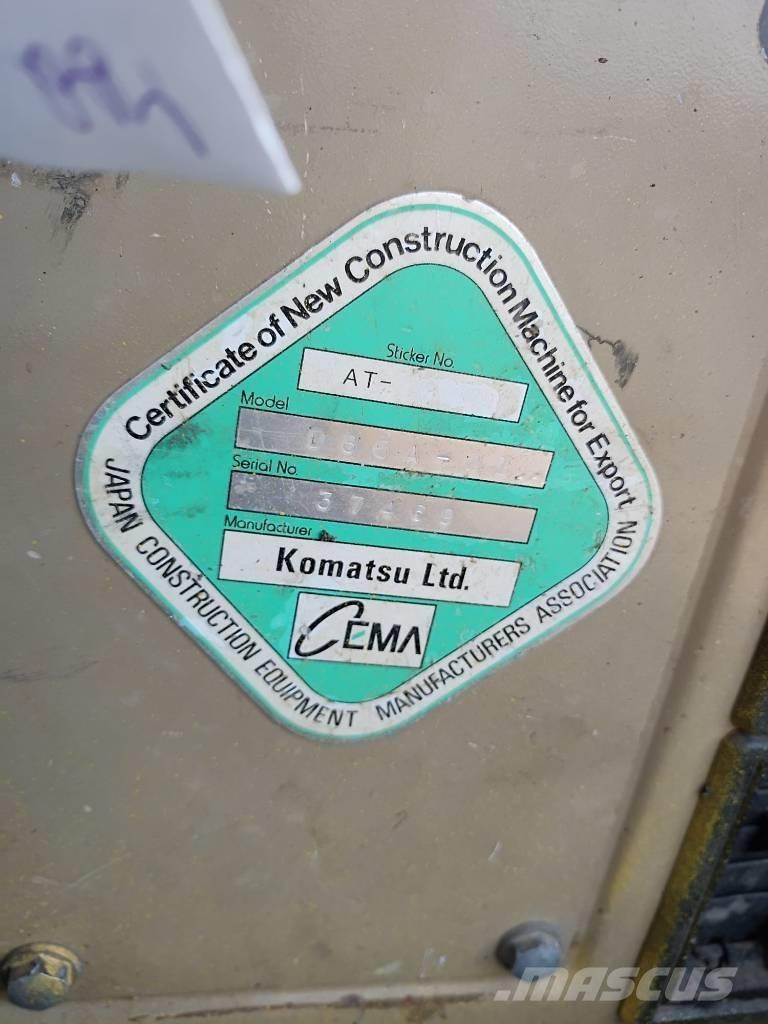 Certificate of New Construction Machine for Export
Sticker No.
AT-
Model
Serial No.
37469
Manufacturer
Komatsu Ltd.
CEMA
JAPAN CONSTRUCTION EQUIPMENT MANUFACTURERS ASSOCIATION
MASCUS